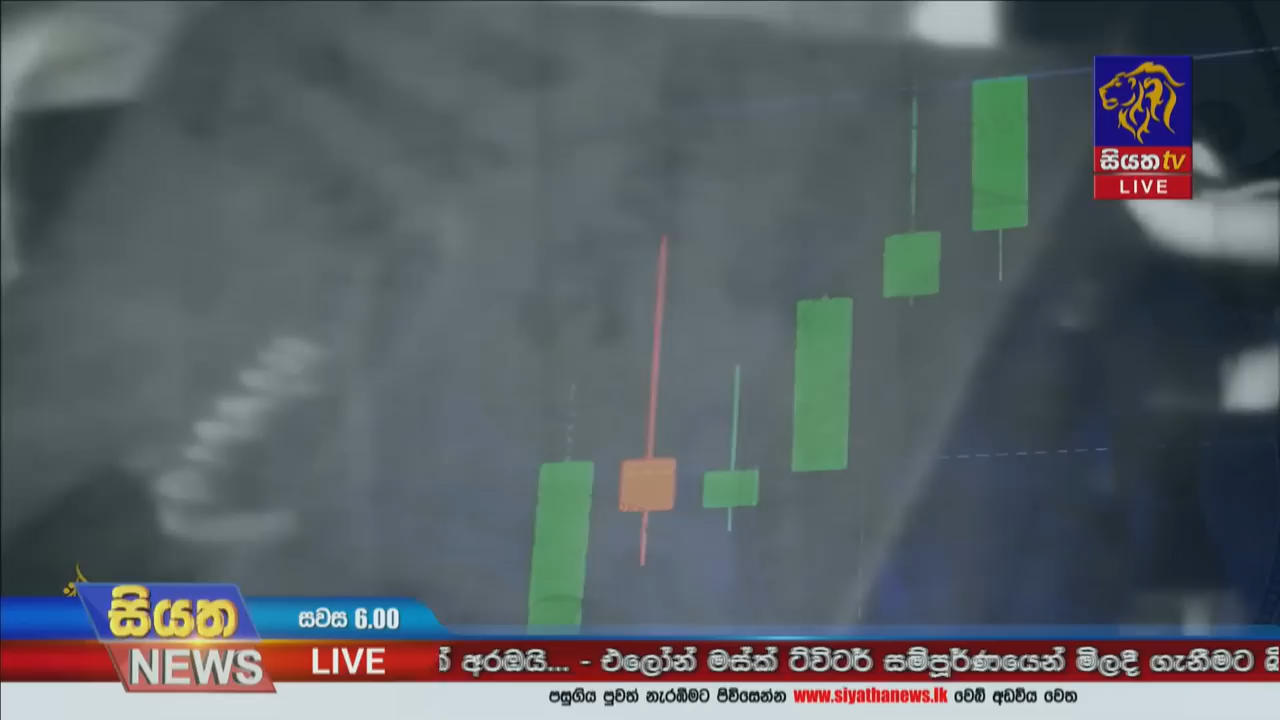 සියත tv
LIVE
සියත
NEWS
සවස 6.00
LIVE
අරඹයි... - එලෝන් මස්ක් ට්විටර් සම්පූර්ණයෙන් මිලදී ගැනීමට
පසුගිය පුවත් නැරඹීමට පිවිසෙන්න www.siyathanews.lk වෙබ් අඩවිය වෙත